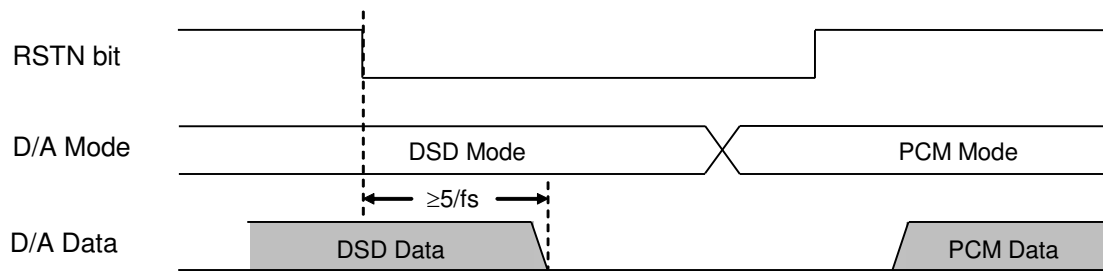 RSTN bit
D/A Mode
DSD Mode
PCM Mode
≥5/fs
D/A Data
DSD Data
PCM Data